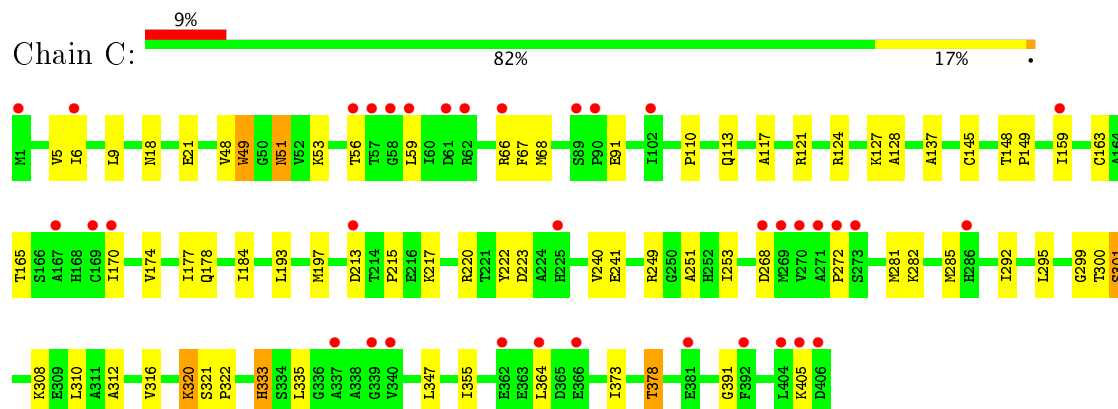 9%
Chain C:
82% 17% •
M1 V5 I6 I9 N18 E21 V48 W49 G50 N51 V52 K53 T56 T57 G58 L59 I60 D61 R62 R66 F67 M68 S89 P90 E91 I102 P110 Q113 A117 R121 R124 K127 A128 A137 C145 T148 P149 I159 C163 A164
T165 S166 A167 H168 C169 I170 V174 I177 Q178 I184 L193 M197 D213 T214 P215 E216 K217 R220 T221 Y222 D223 A224 H225 V240 E241 R249 G250 A251 H252 I253 D268 M269 V270 A271 P272 S273 M281 K282 M285 H286 I292 L295 G299 T300 S301
K308 E309 L310 A311 A312 V316 K320 S321 P322 H333 S334 L335 G336 A337 A338 G339 V340 L347 I355 E362 E363 L364 D365 E366 I373 T378 E381 G391 F392 L404 K405 D406